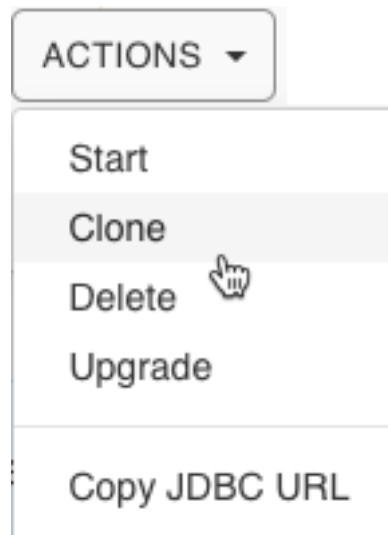 ACTIONS
Start
Clone
Delete
Upgrade
Copy JDBC URL